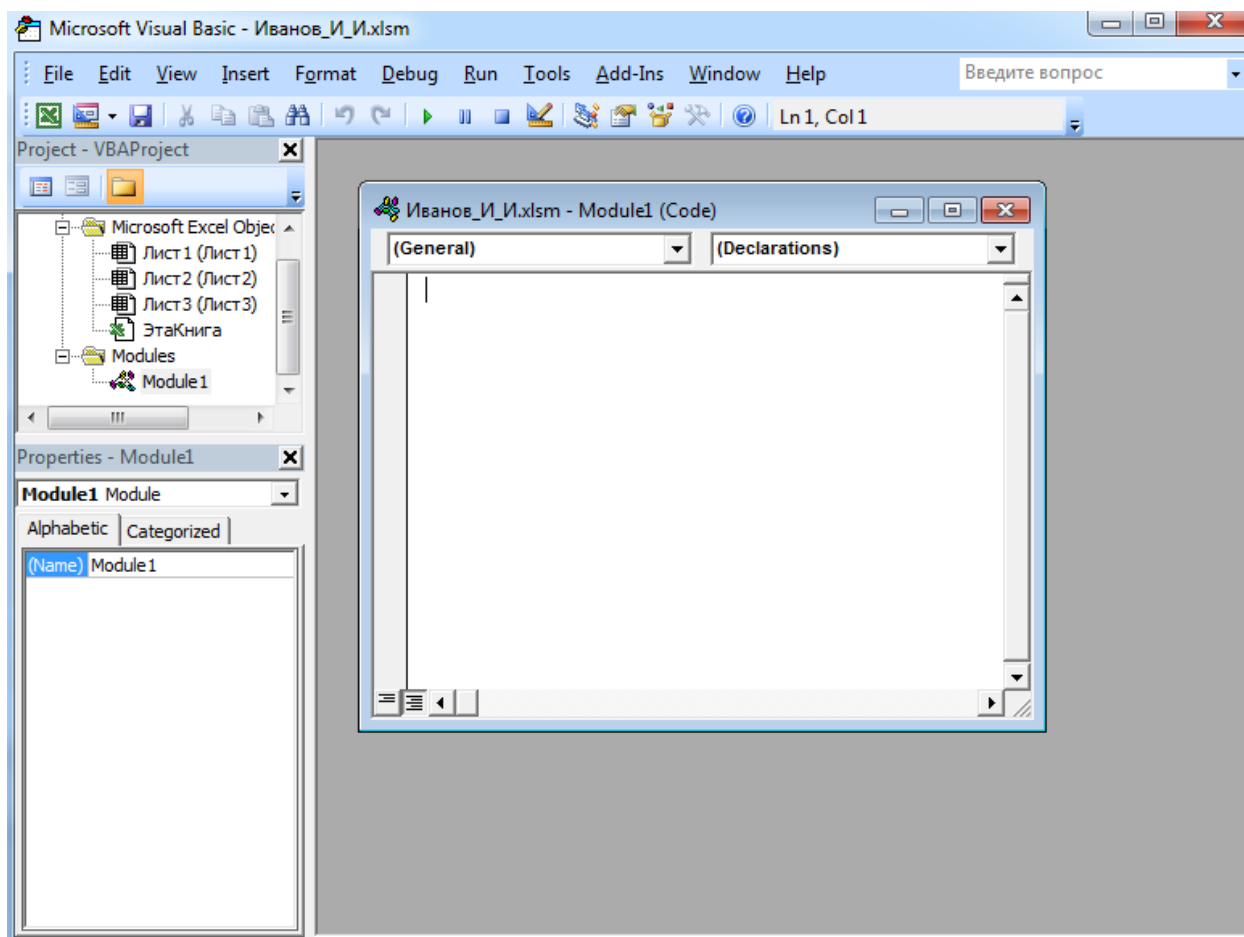 Microsoft Visual Basic - Иванов_И_И.xlsm
File Edit View Insert Format Debug Run Tools Add-Ins Window Help Введите вопрос
Ln 1, Col 1
Project - VBAProject
Microsoft Excel Objec
Лист1 (Лист1)
Лист2 (Лист2)
Лист3 (Лист3)
ЭтаКнига
Modules
Module1
Properties - Module1
Module1 Module
Alphabetic Categorized
(Name) Module1
Иванов_И_И.xlsm - Module1 (Code)
(General) (Declarations)